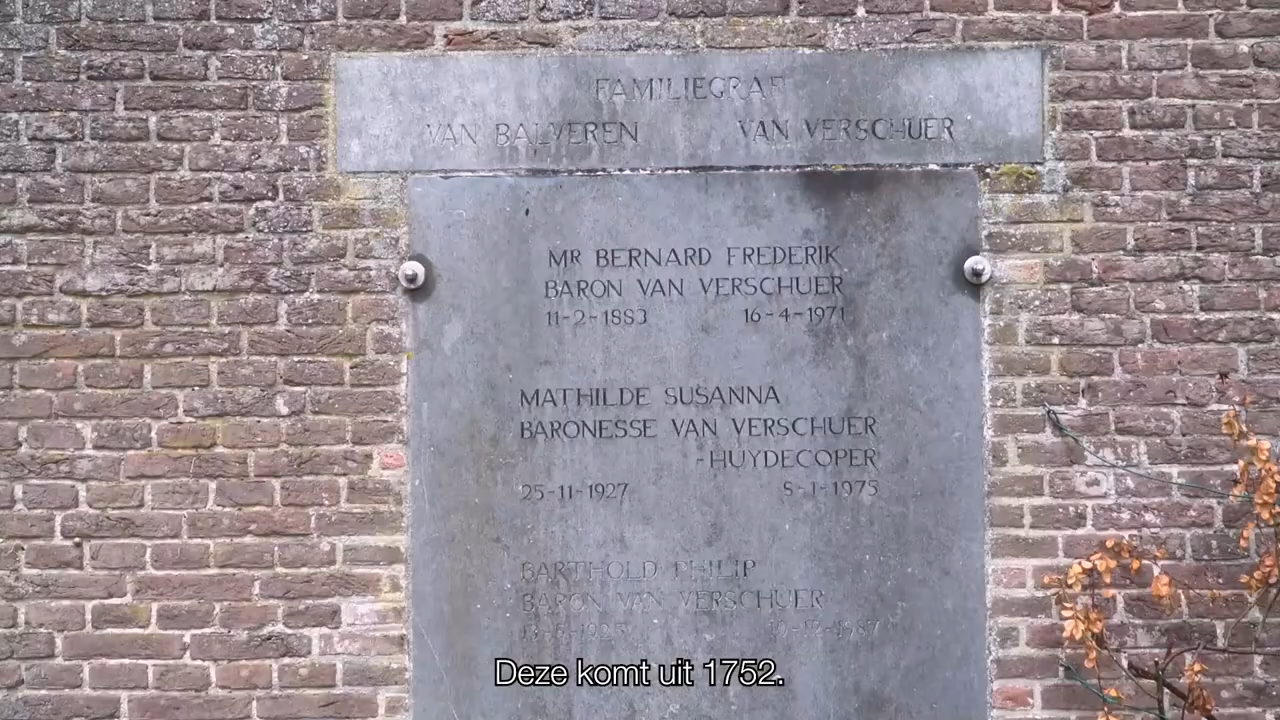 FAMILIEGRAF
VAN BALVEREN VAN VERSCHUER
MR BERNARD FREDERIK
BARON VAN VERSCHUER
11-2-1883 16-4-1971
MATHILDE SUSANNA
BARONESSE VAN VERSCHUER
-HUYDECOPER
25-11-1927 8-1-1975
BARTHOLD PHILIP
BARON VAN VERSCHUER
Deze komt uit 1752.